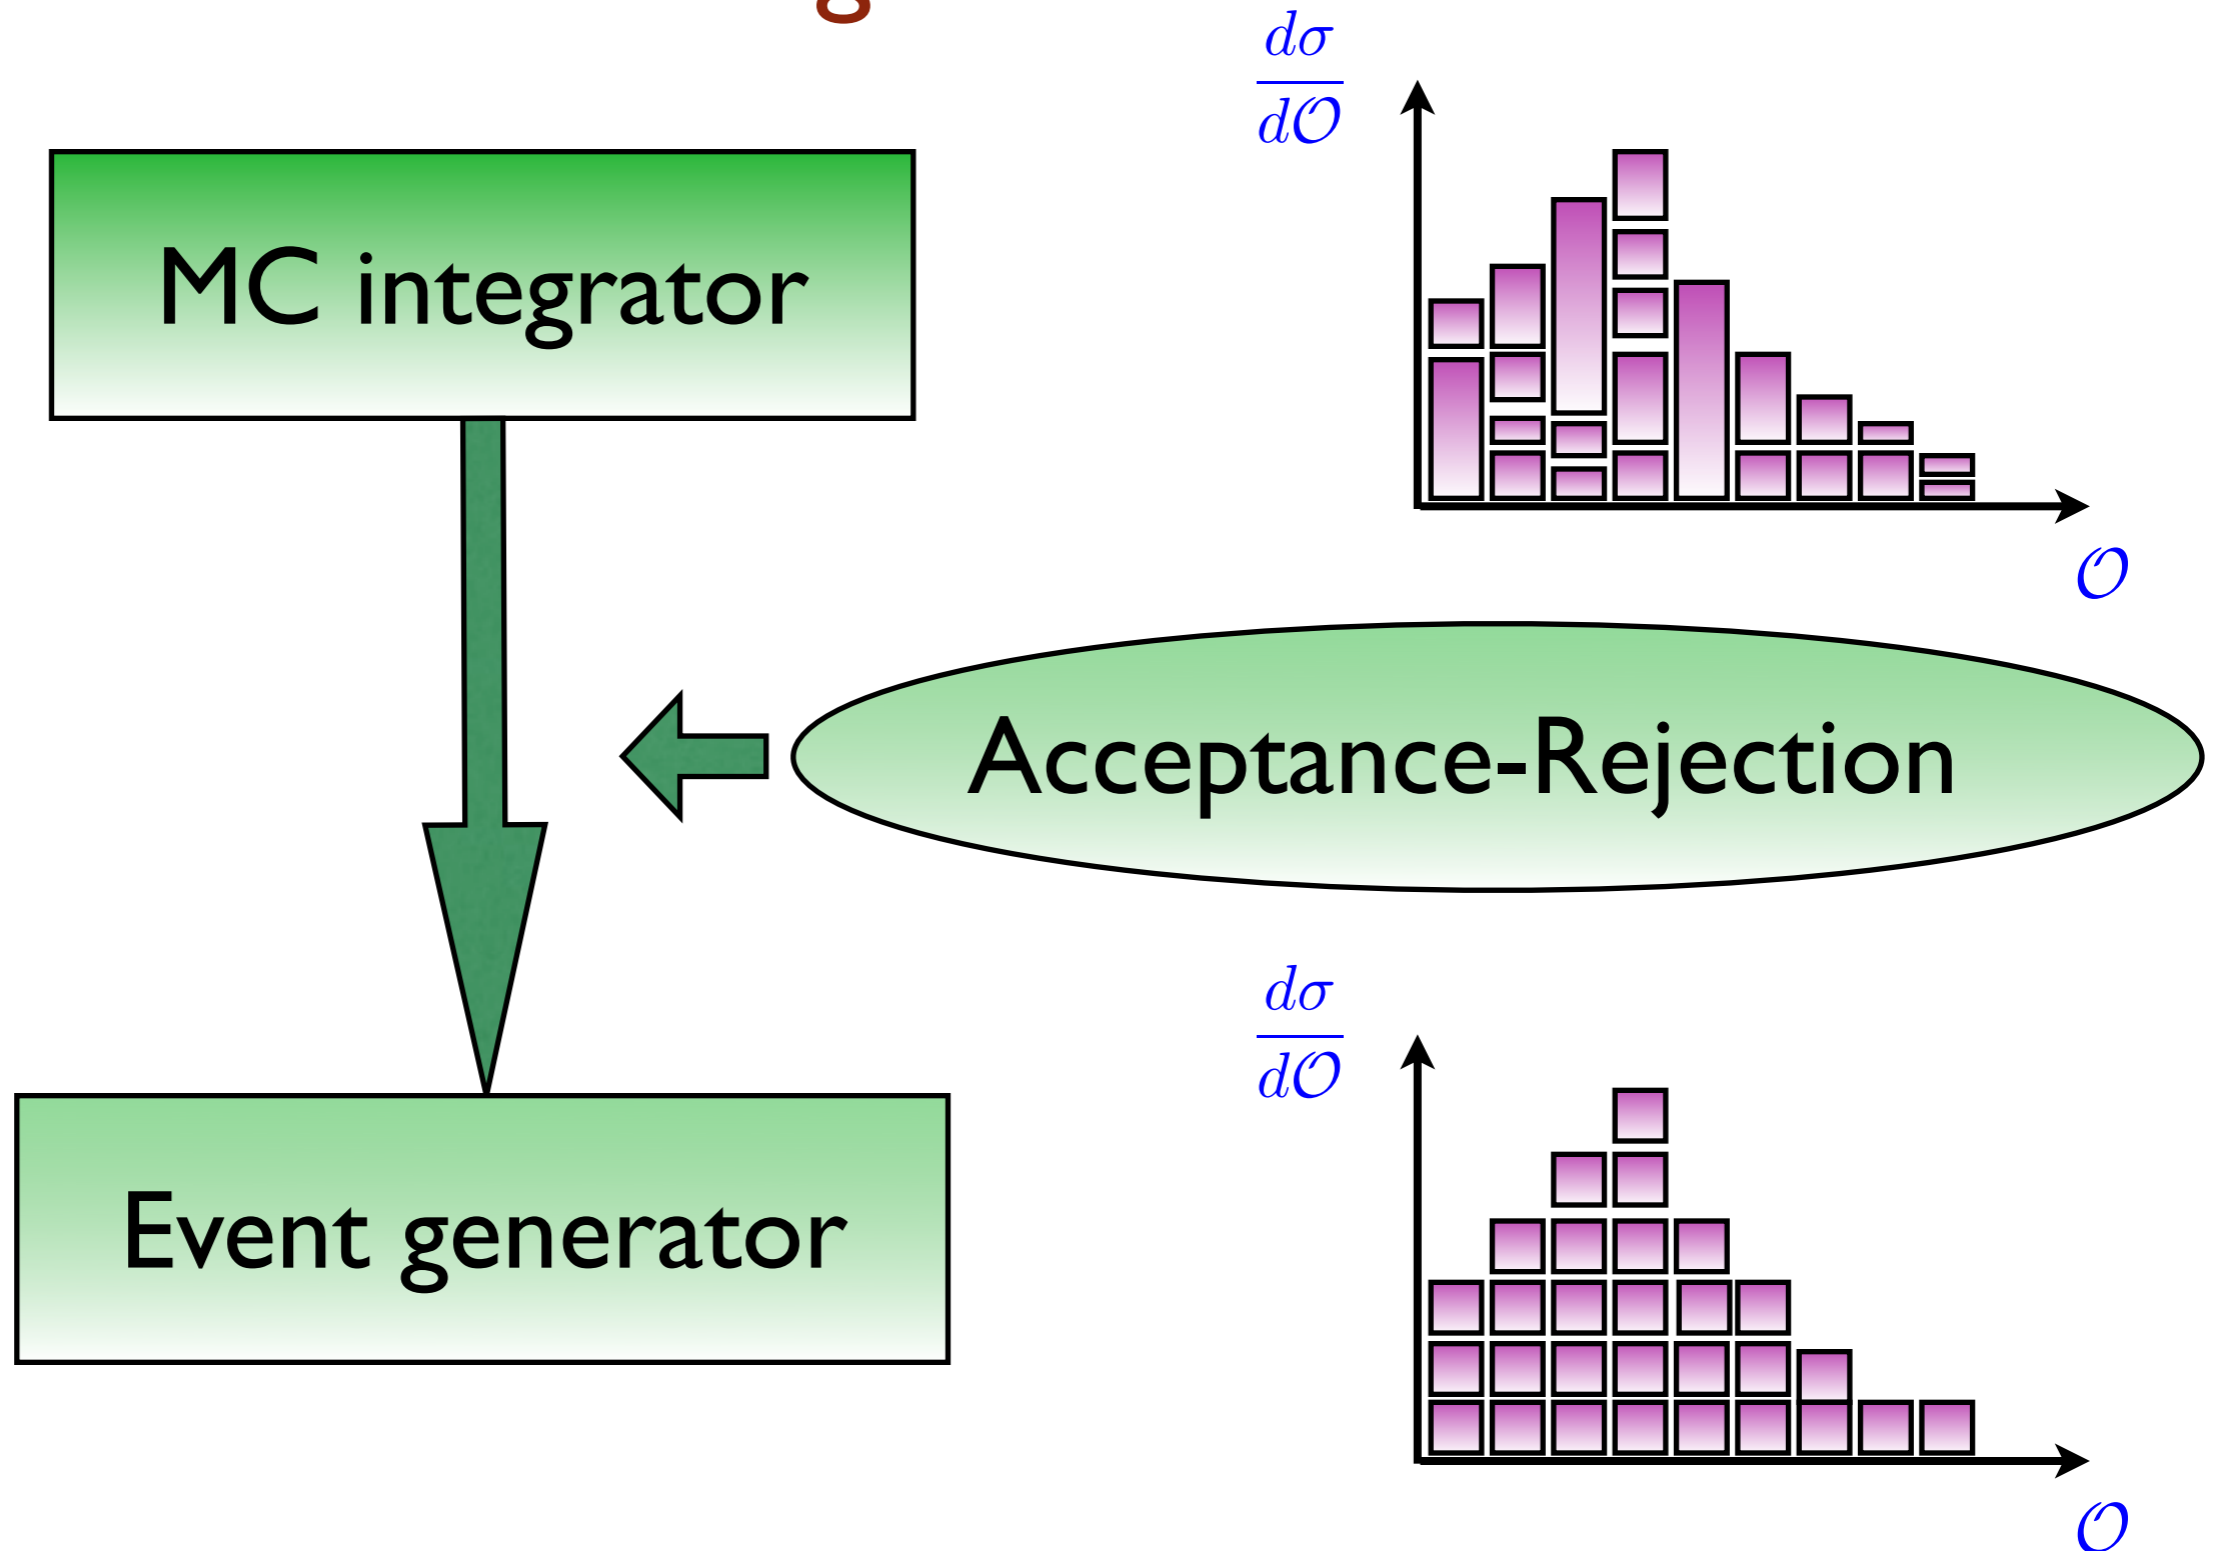 dσ
dO
MC integrator
O
Acceptance-Rejection
dσ
dO
Event generator
O